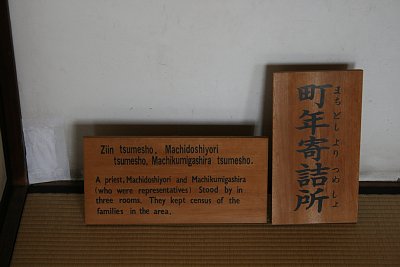 Ziin tsumesho, Machidoshiyori
tsumesho, Machikumigashira tsumesho.
A priest, Machidoshiyori and Machikumigashira
(who were representatives) Stood by in
three rooms. They kept census of the
families in the area.
町年寄詰所
まちどしよりつめしょ